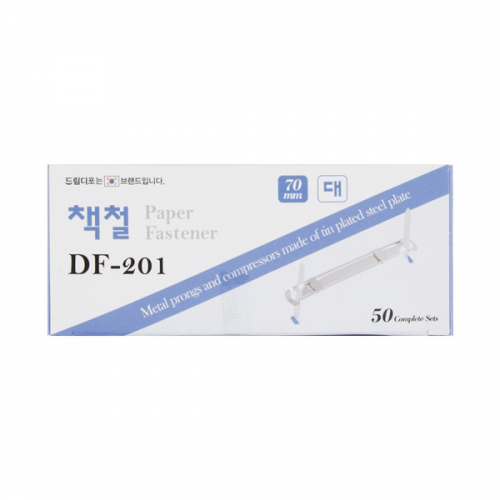 드림디포는 브랜드입니다.
70 mm
대
책철
Paper Fastener
DF-201
Metal prongs and compressors made of tin plated steel plate
50 Complete Sets